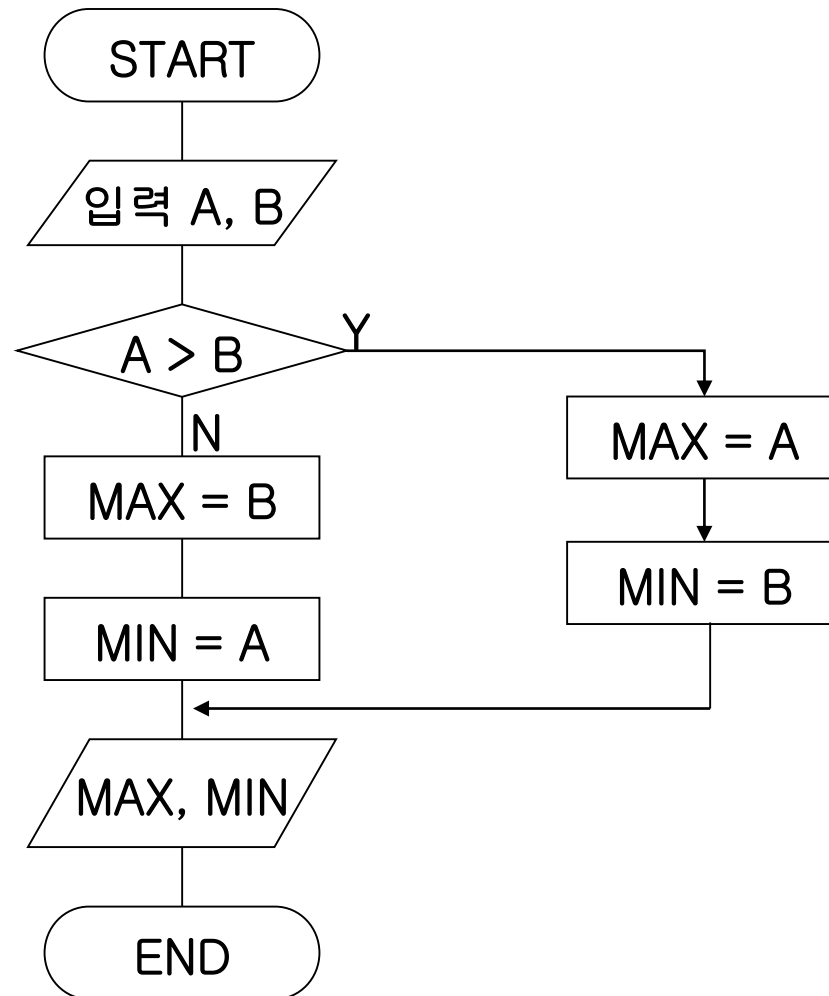 START
입력 A, B
A > B
Y
N
MAX = B
MIN = A
MAX = A
MIN = B
MAX, MIN
END